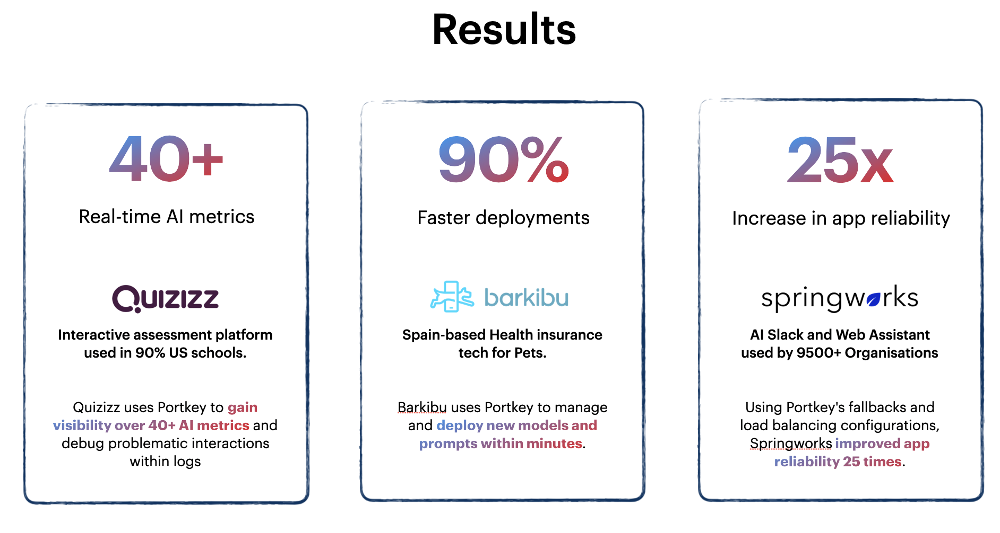 Results
40+
Real-time AI metrics
QUIZIZZ
Interactive assessment platform
used in 90% US schools.
Quizizz uses Portkey to gain
visibility over 40+ AI metrics and
debug problematic interactions
within logs
90%
Faster deployments
barkibu
Spain-based Health insurance
tech for Pets.
Barkibu uses Portkey to manage
and deploy new models and
prompts within minutes.
25x
Increase in app reliability
springworks
AI Slack and Web Assistant
used by 9500+ Organisations
Using Portkey's fallbacks and
load balancing configurations,
Springworks improved app
reliability 25 times.